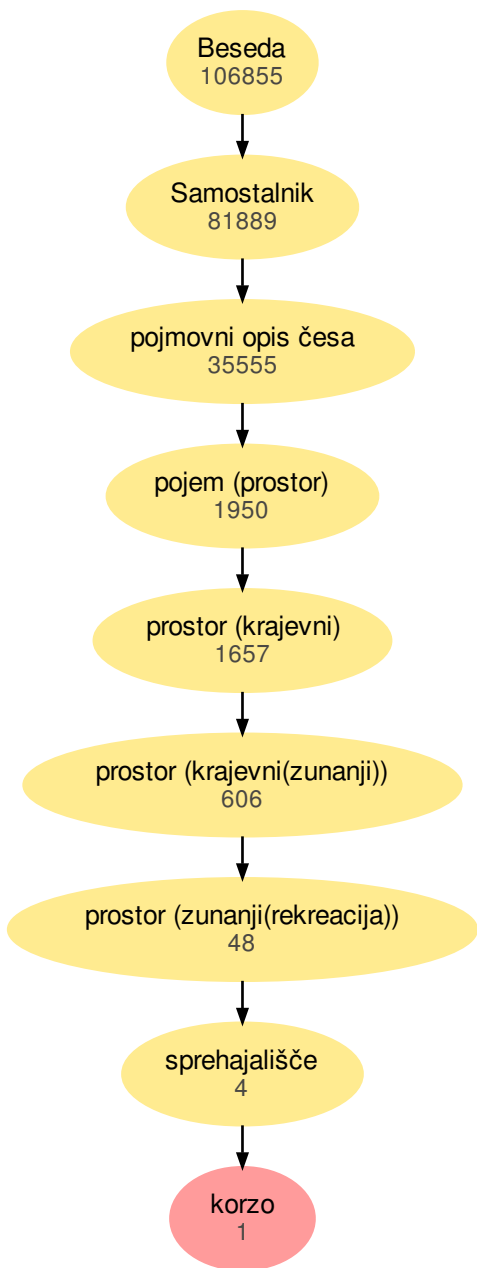 Beseda
106855
Samostalnik
81889
pojmovni opis česa
35555
pojem (prostor)
1950
prostor (krajevni)
1657
prostor (krajevni(zunanji))
606
prostor (zunanji(rekreacija))
48
sprehajališče
4
korzo
1